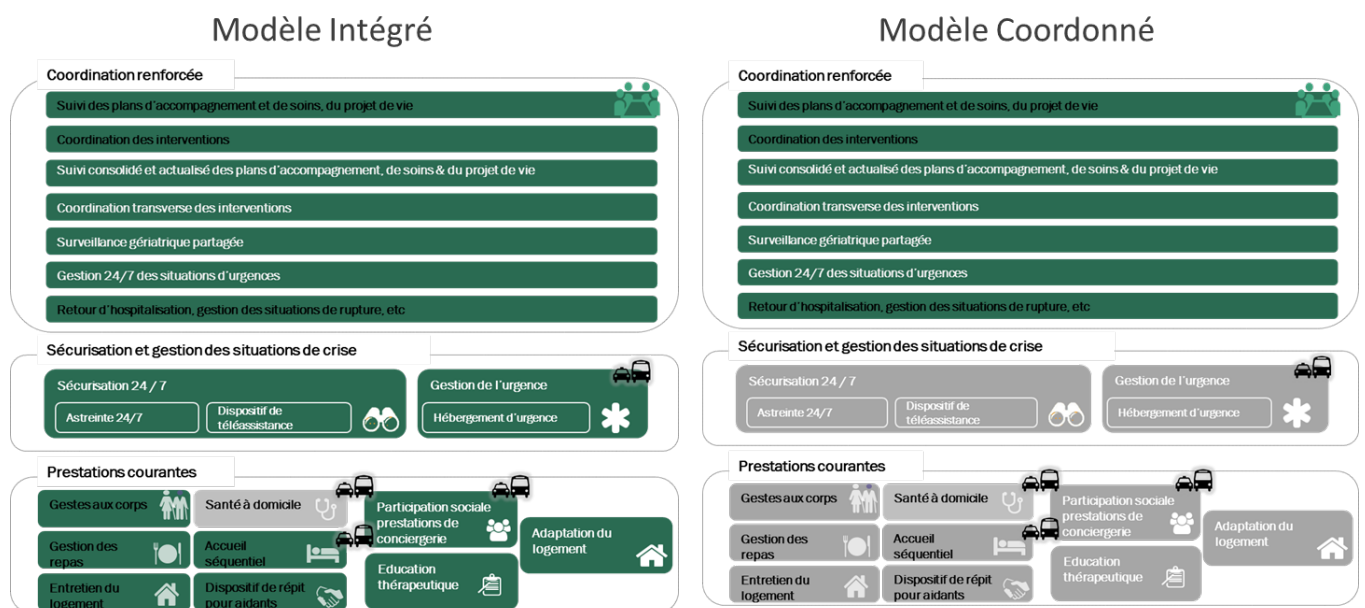 Modèle Intégré
Coordination renforcée
Suivi des plans d'accompagnement et de soins, du projet de vie
Coordination des interventions
Suivi consolidé et actualisé des plans d'accompagnement, de soins & du projet de vie
Coordination transverse des interventions
Surveillance gériatrique partagée
Gestion 24/7 des situations d'urgences
Retour d'hospitalisation, gestion des situations de rupture, etc
Sécurisation et gestion des situations de crise
Sécurisation 24 / 7
Astreinte 24/7
Dispositif de
téléassistance
Gestion de l'urgence
Hébergement d'urgence
Prestations courantes
Gestes aux corps
Santé à domicile
Participation sociale
prestations de
conciergerie
Gestion des
repas
Accueil
séquentiel
Adaptation du
logement
Education
thérapeutique
Entretien du
logement
Dispositif de répit
pour aidants
Modèle Coordonné
Coordination renforcée
Suivi des plans d'accompagnement et de soins, du projet de vie
Coordination des interventions
Suivi consolidé et actualisé des plans d'accompagnement, de soins & du projet de vie
Coordination transverse des interventions
Surveillance gériatrique partagée
Gestion 24/7 des situations d'urgences
Retour d'hospitalisation, gestion des situations de rupture, etc
Sécurisation et gestion des situations de crise
Sécurisation 24 / 7
Astreinte 24/7
Dispositif de
téléassistance
Gestion de l'urgence
Hébergement d'urgence
Prestations courantes
Gestes aux corps
Santé à domicile
Participation sociale
prestations de
conciergerie
Gestion des
repas
Accueil
séquentiel
Adaptation du
logement
Education
thérapeutique
Entretien du
logement
Dispositif de répit
pour aidants